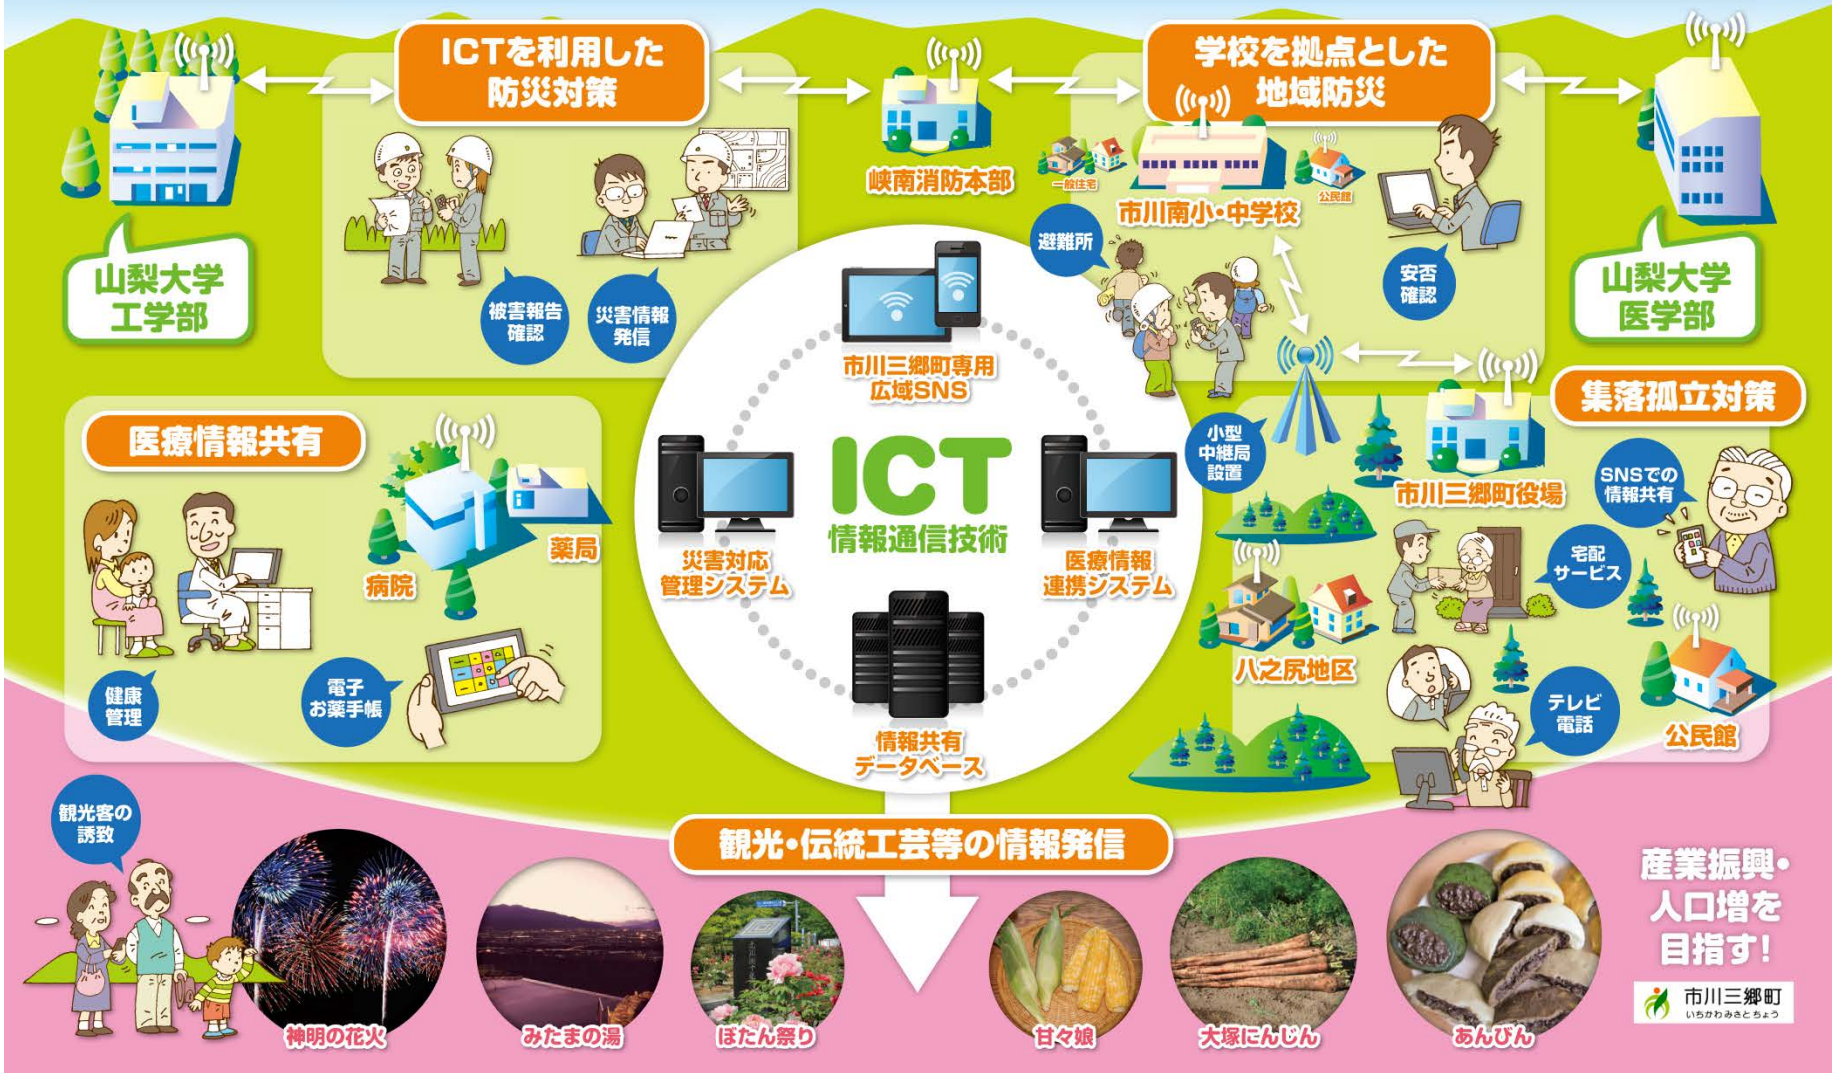 ICTを利用した
防災対策
学校を拠点とした
地域防災
峡南消防本部
一般住宅
市川南小・中学校
公民館
山梨大学
工学部
被害報告
確認
災害情報
発信
避難所
安否
確認
山梨大学
医学部
市川三郷町専用
広域SNS
医療情報共有
病院
薬局
健康
管理
電子
お薬手帳
ICT
情報通信技術
災害対応
管理システム
医療情報
連携システム
情報共有
データベース
小型
中継局
設置
集落孤立対策
市川三郷町役場
SNSでの
情報共有
宅配
サービス
八之尻地区
テレビ
電話
公民館
観光・伝統工芸等の情報発信
観光客の
誘致
神明の花火
みたまの湯
ぼたん祭り
甘々娘
大塚にんじん
あんびん
産業振興・
人口増を
目指す!
市川三郷町
いちかわみさとちょう